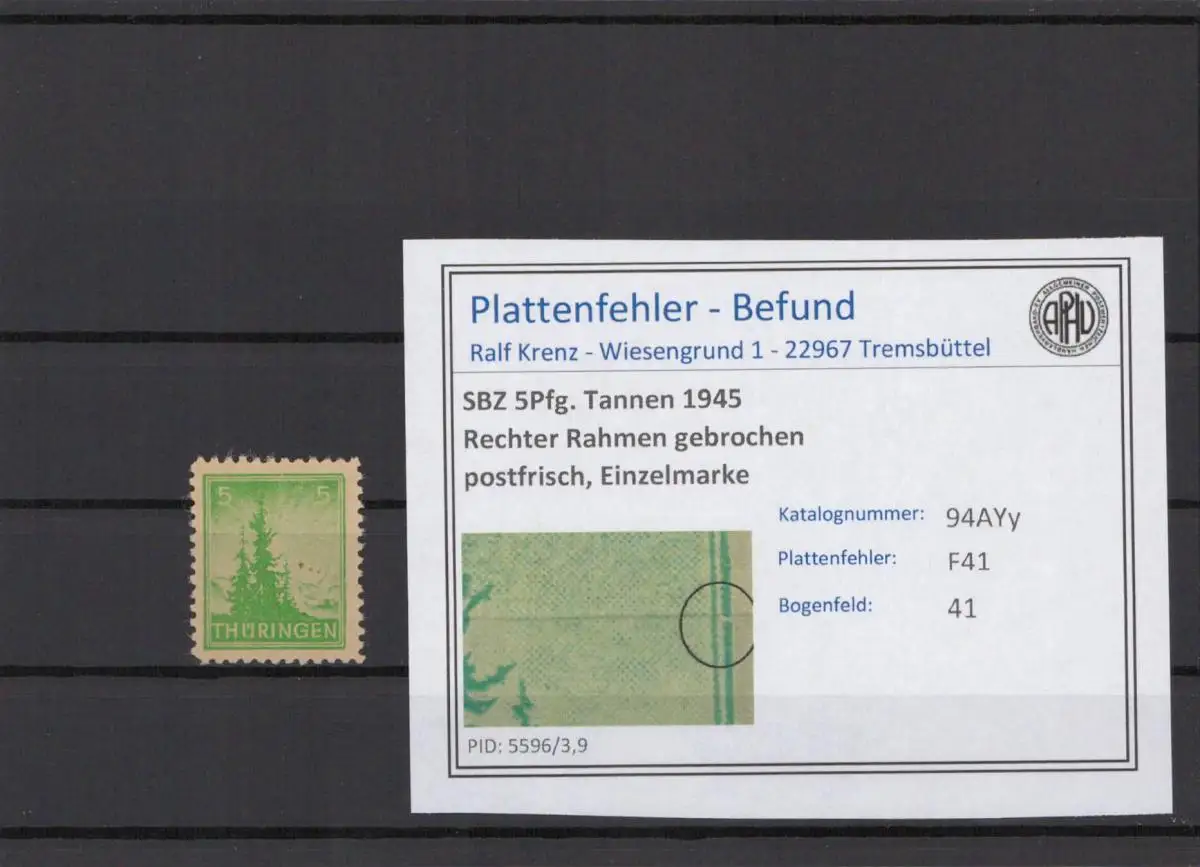 5 5
THÜRINGEN
Plattenfehler - Befund
Ralf Krenz - Wiesengrund 1 - 22967 Tremsbüttel
APHV
SBZ 5Pfg. Tannen 1945
Rechter Rahmen gebrochen
postfrisch, Einzelmarke
Katalognummer: 94AYy
Plattenfehler: F41
Bogenfeld: 41
PID: 5596/3,9